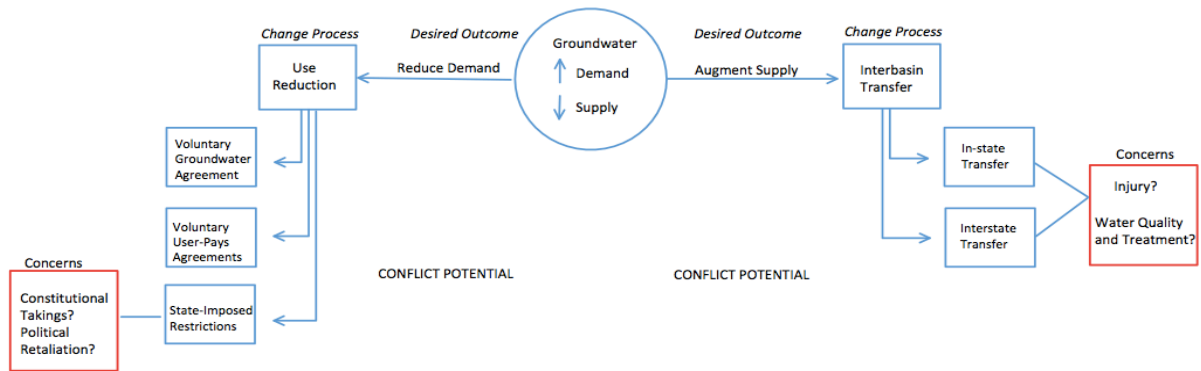 Change Process
Desired Outcome
Groundwater
Demand
Supply
Desired Outcome
Change Process
Use
Reduction
Reduce Demand
Augment Supply
Interbasin
Transfer
Voluntary
Groundwater
Agreement
Voluntary
User-Pays
Agreements
State-Imposed
Restrictions
Concerns
Constitutional
Takings?
Political
Retaliation?
CONFLICT POTENTIAL
CONFLICT POTENTIAL
In-state
Transfer
Interstate
Transfer
Concerns
Injury?
Water Quality
and Treatment?